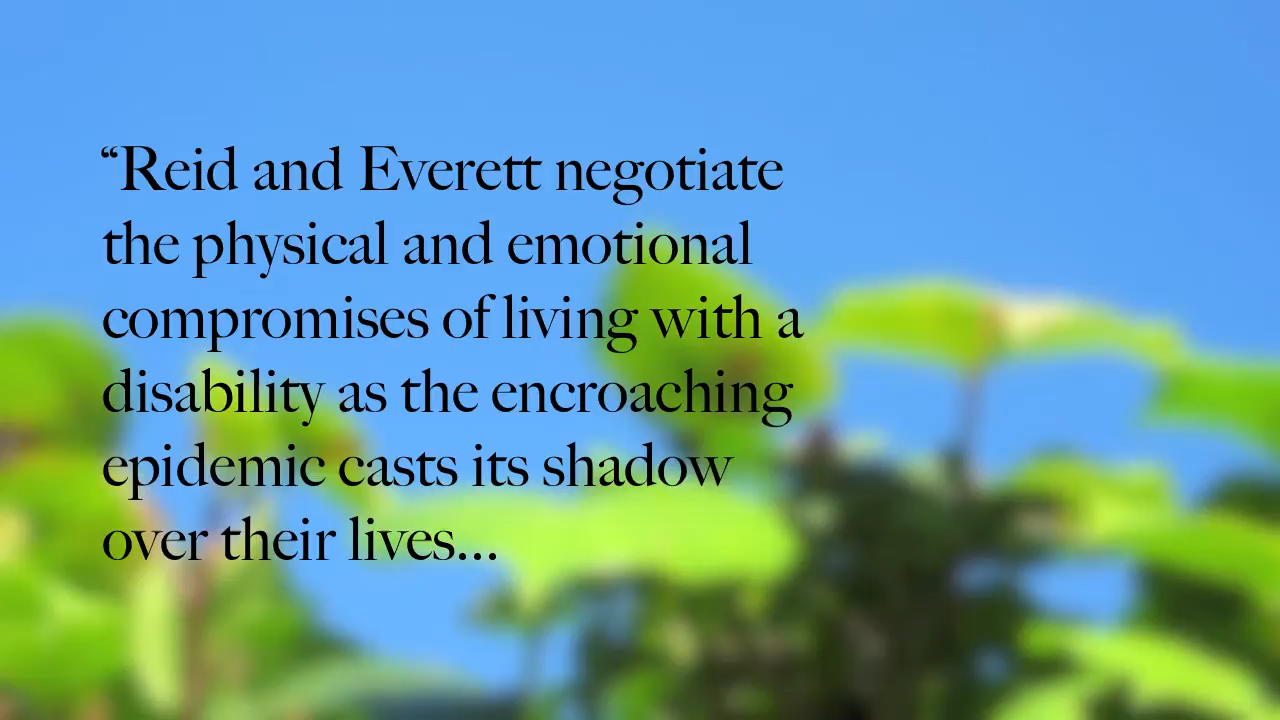 “Reid and Everett negotiate
the physical and emotional
compromises of living with a
disability as the encroaching
epidemic casts its shadow
over their lives...